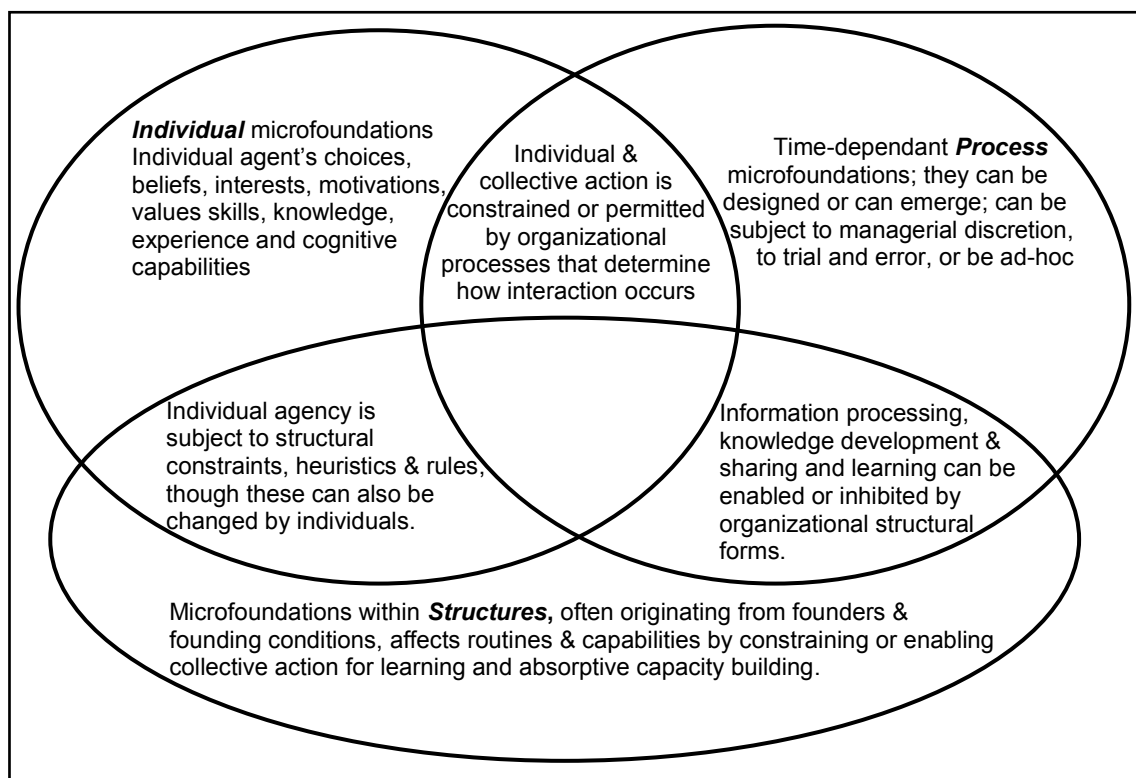 Individual microfoundations
Individual agent’s choices,
beliefs, interests, motivations,
values skills, knowledge,
experience and cognitive
capabilities
Individual &
collective action is
constrained or permitted
by organizational
processes that determine
how interaction occurs
Time-dependant Process
microfoundations; they can be
designed or can emerge; can be
subject to managerial discretion,
to trial and error, or be ad-hoc
Individual agency is
subject to structural
constraints, heuristics & rules,
though these can also be
changed by individuals.
Information processing,
knowledge development &
sharing and learning can be
enabled or inhibited by
organizational structural
forms.
Microfoundations within Structures, often originating from founders &
founding conditions, affects routines & capabilities by constraining or enabling
collective action for learning and absorptive capacity building.